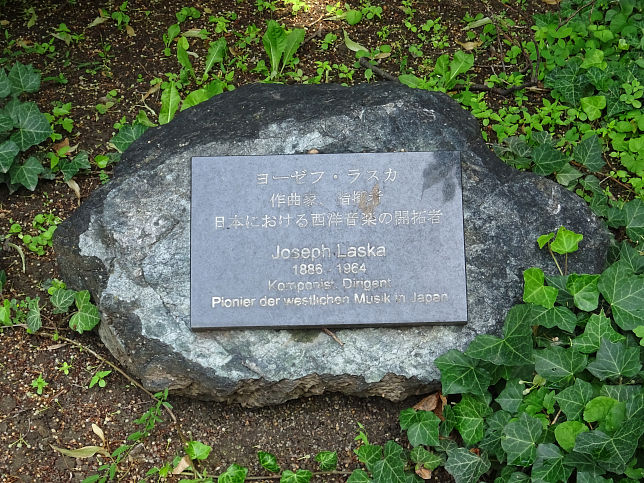 ヨーゼフ・ラスカ
作曲家、指揮者
日本における西洋音楽の開拓者
Joseph Laska
1886 - 1964
Komponist, Dirigent
Pionier der westlichen Musik in Japan